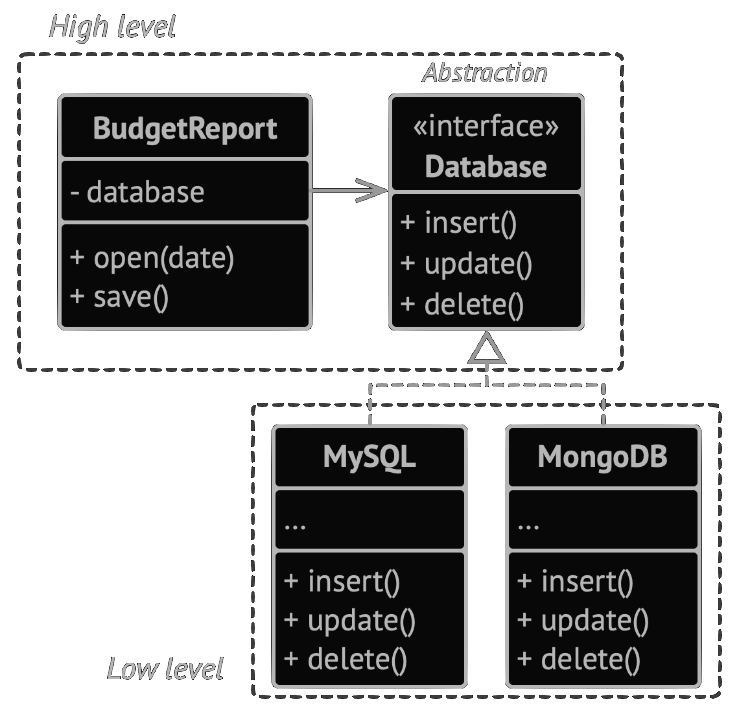 High level
Abstraction
BudgetReport
- database
+ open(date)
+ save()
«interface»
Database
+ insert()
+ update()
+ delete()
MySQL
...
+ insert()
+ update()
+ delete()
MongoDB
...
+ insert()
+ update()
+ delete()
Low level